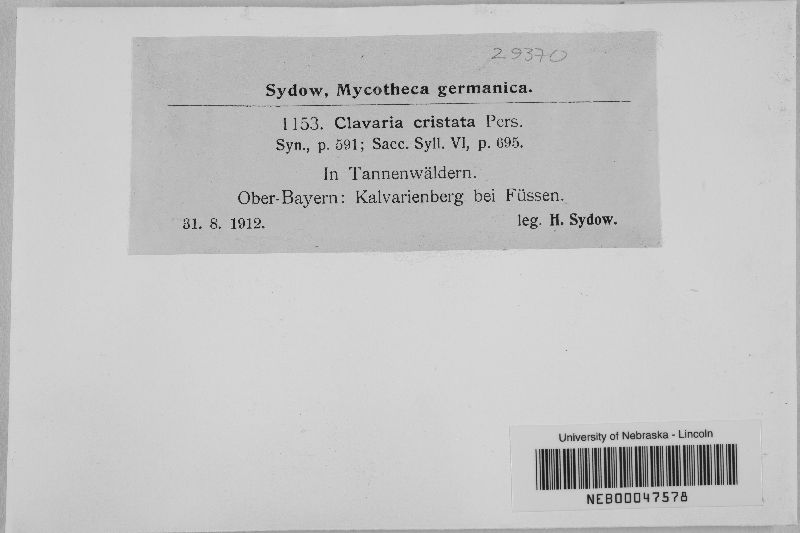 29370
Sydow, Mycotheca germanica.
1153. Clavaria cristata Pers.
Syn., p. 591; Sacc. Syll. VI, p. 695.
In Tannenwäldern.
Ober-Bayern: Kalvarienberg bei Füssen.
31. 8. 1912. leg. H. Sydow.
University of Nebraska - Lincoln
NEB00047578